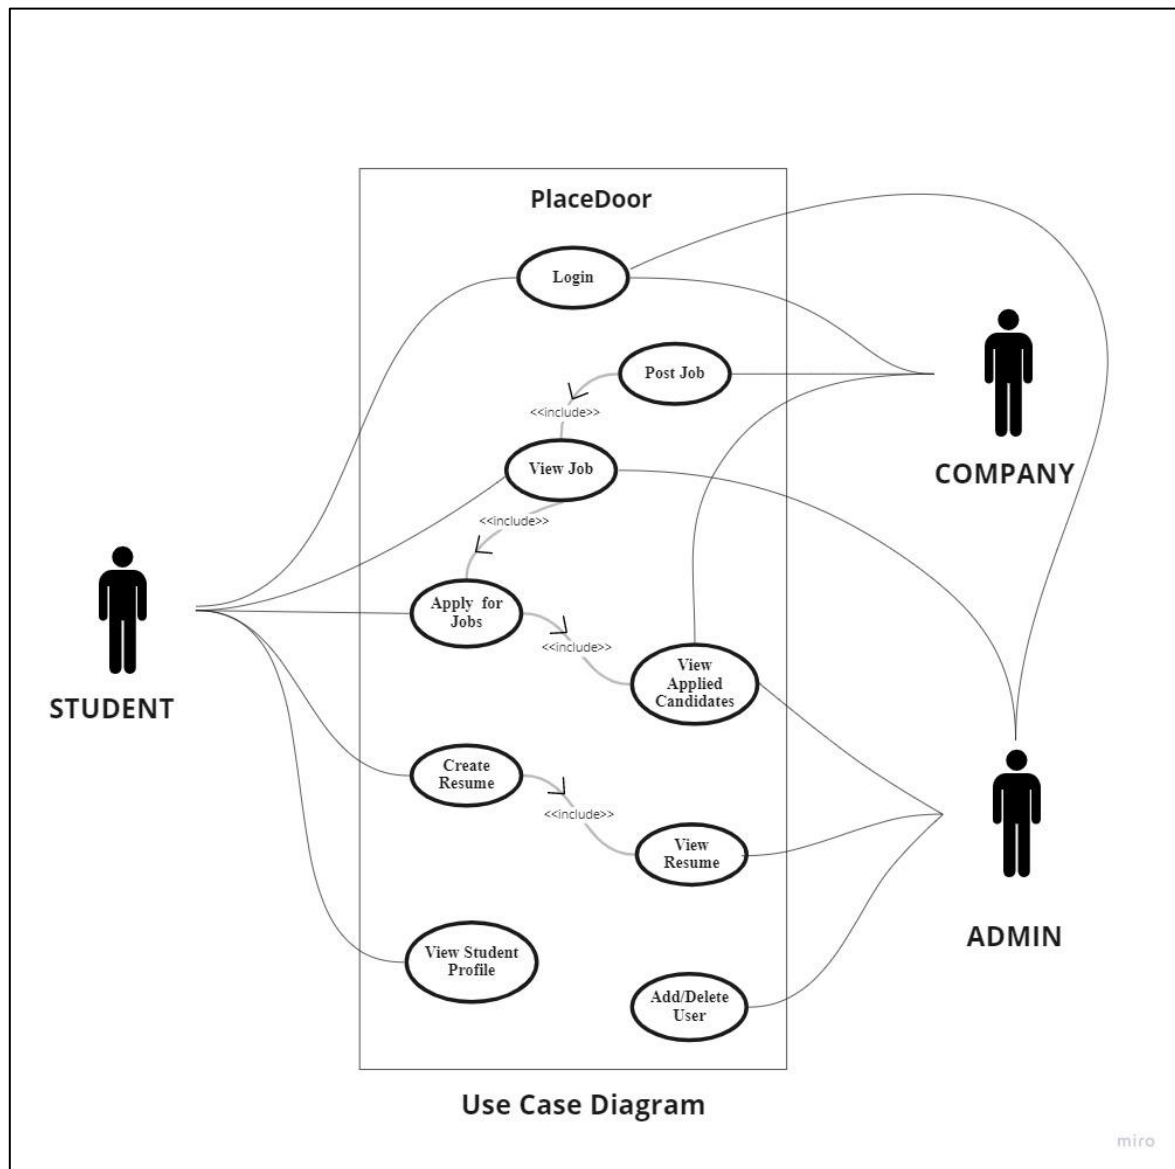 PlaceDoor
Login
Post Job
<<include>>
View Job
COMPANY
<<include>>
Apply for
Jobs
<<include>>
View
Applied
Candidates
STUDENT
Create
Resume
<<include>>
View
Resume
ADMIN
View Student
Profile
Add/Delete
User
Use Case Diagram
miro